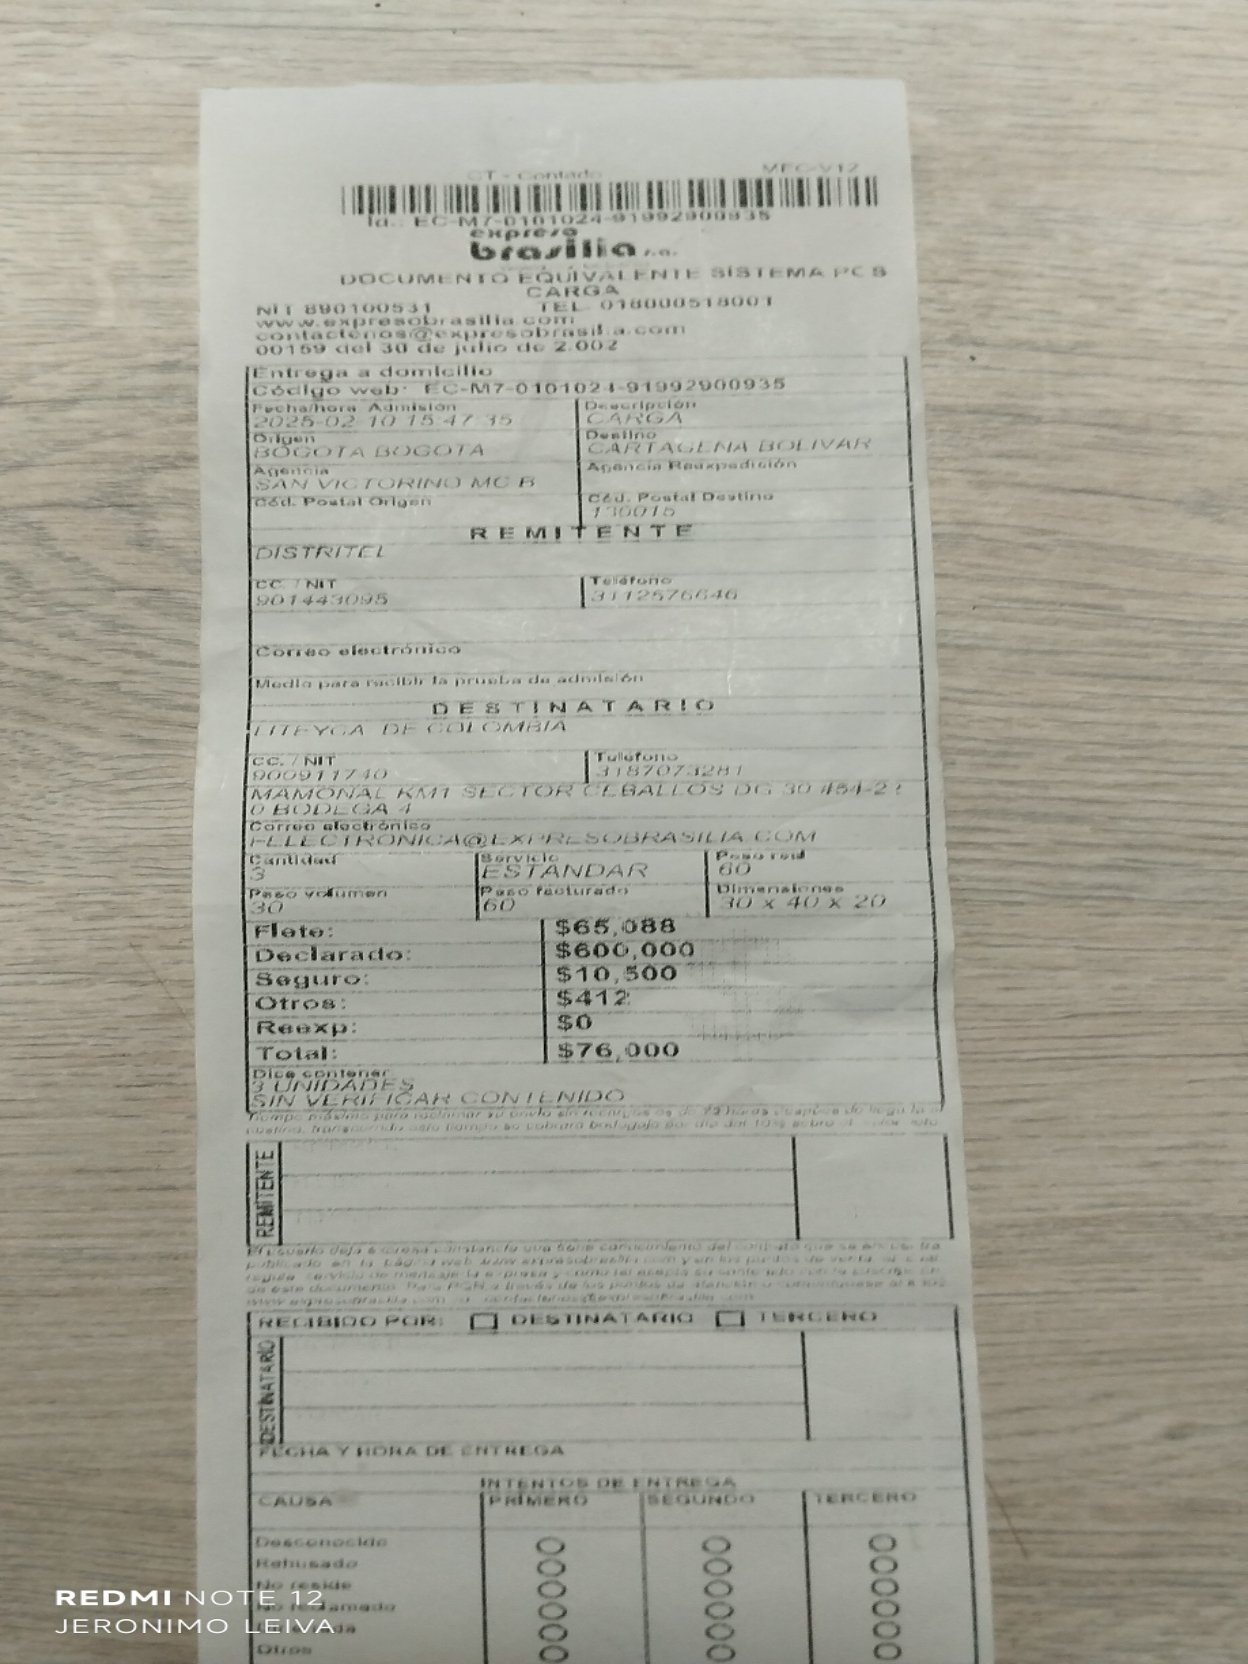 CT - Contado MEC-V12
Id.: EC-M7-0101024-91992900935
expreso
brasilia s.a.
DOCUMENTO EQUIVALENTE SISTEMA POS
CARGA
NIT 890100531 TEL. 018000518001
www.expresobrasilia.com
contactenos@expresobrasilia.com
00159 del 30 de julio de 2.002
Entrega a domicilio
Código web: EC-M7-0101024-91992900935
Fecha/hora Admisión Descripción
2025-02-10 15:47:35 CARGA
Origen Destino
BOGOTA BOGOTA CARTAGENA BOLIVAR
Agencia Agencia Reexpedición
SAN VICTORINO MC B
Cód. Postal Origen Cód. Postal Destino
130015
REMITENTE
DISTRITEL
CC. / NIT Teléfono
901443095 3112576646
Correo electrónico
Medio para recibir la prueba de admisión
DESTINATARIO
LITEYCA DE COLOMBIA
CC. / NIT Teléfono
900911740 3187073281
MAMONAL KM1 SECTOR CEBALLOS DG 30 #54-2
0 BODEGA 4
Correo electrónico
FELECTRONICA@EXPRESOBRASILIA.COM
Cantidad Servicio Peso real
3 ESTANDAR 60
Peso volumen Peso facturado Dimensiones
30 60 30 x 40 x 20
Flete: $65,088
Declarado: $600,000
Seguro: $10,500
Otros: $412
Reexp: $0
Total: $76,000
Dice contener
3 UNIDADES
SIN VERIFICAR CONTENIDO
REMITENTE
RECIBIDO POR: DESTINATARIO TERCERO
DESTINATARIO
FECHA Y HORA DE ENTREGA
INTENTOS DE ENTREGA
CAUSA PRIMERO SEGUNDO TERCERO
Desconocido
Rehusado
No reside
No reclamado
Otros
REDMI NOTE 12
JERONIMO LEIVA